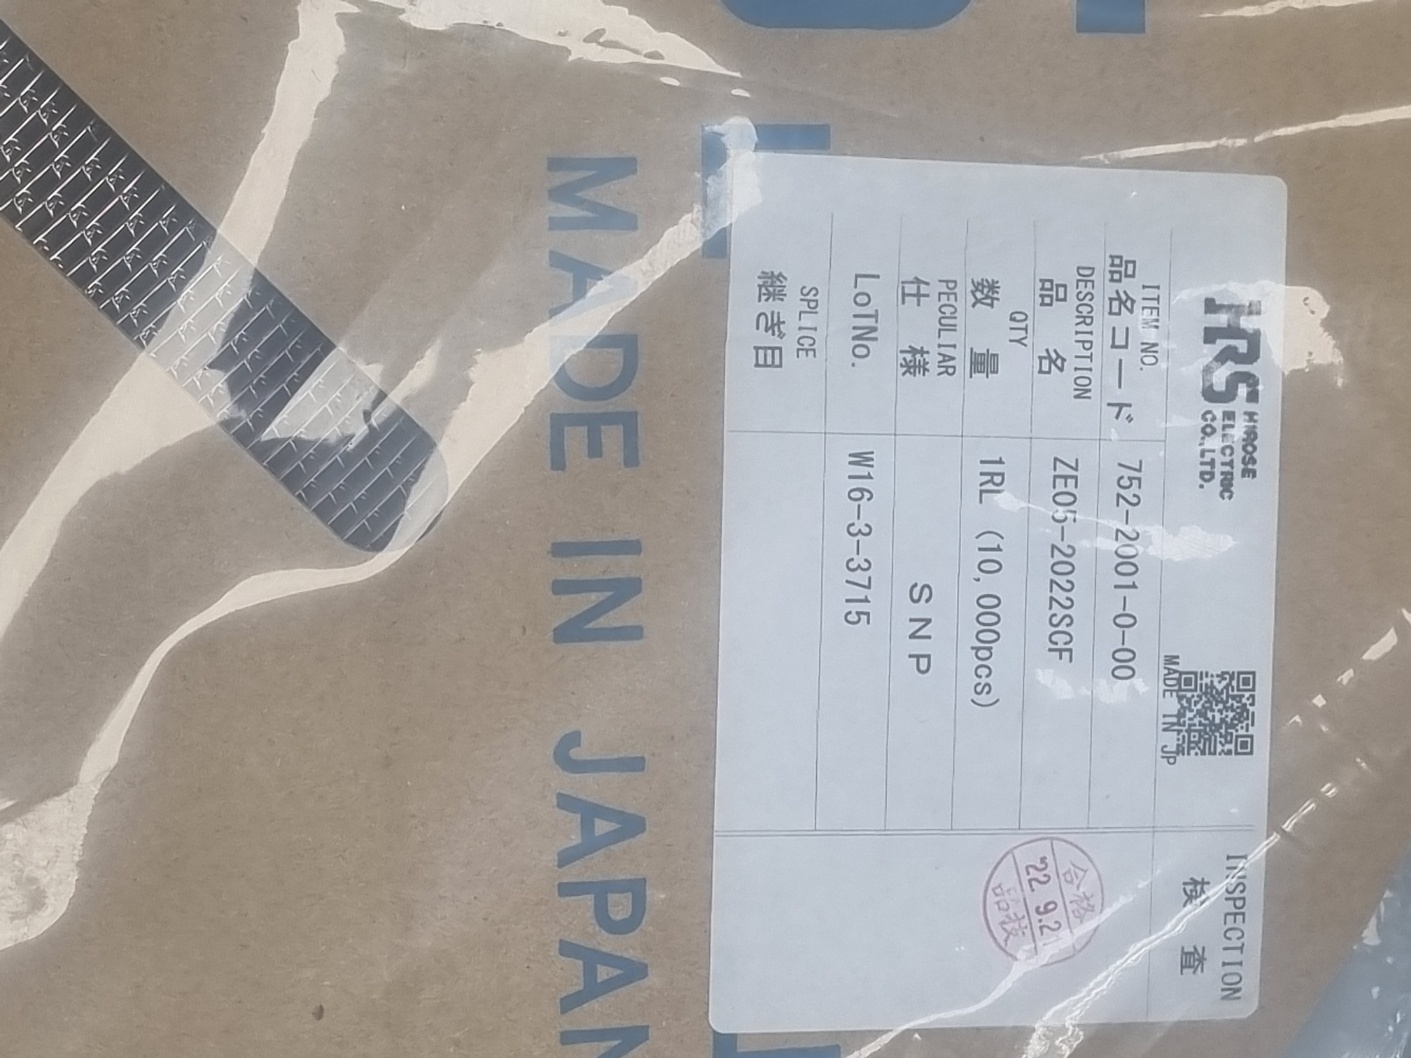 HRS
HIROSE
ELECTRIC
CO.,LTD.
MADE IN JP
INSPECTION
検査
ITEM NO.
品名コード
752-2001-0-00
DESCRIPTION
品名
ZE05-2022SCF
QTY
数量
1RL (10,000pcs)
PECULIAR
仕様
SNP
LoTNo.
W16-3-3715
SPLICE
継ぎ目
合格
'22 9.21
品技
MADE IN JAPAN